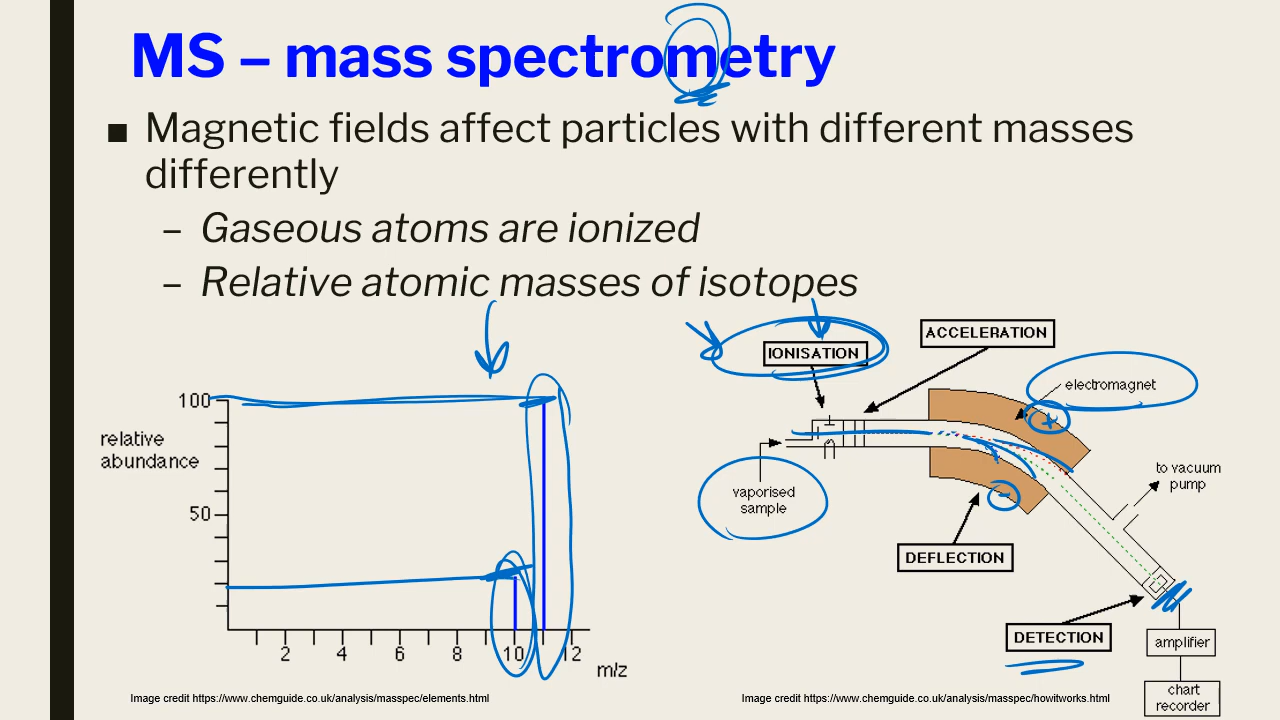 MS – mass spectrometry
■ Magnetic fields affect particles with different masses
differently
– Gaseous atoms are ionized
– Relative atomic masses of isotopes
100
relative
abundance
50
2 4 6 8 10 12
m/z
IONISATION
ACCELERATION
electromagnet
+
vaporised
sample
-
to vacuum
pump
DEFLECTION
DETECTION
amplifier
chart
recorder
Image credit https://www.chemguide.co.uk/analysis/masspec/elements.html
Image credit https://www.chemguide.co.uk/analysis/masspec/howitworks.html